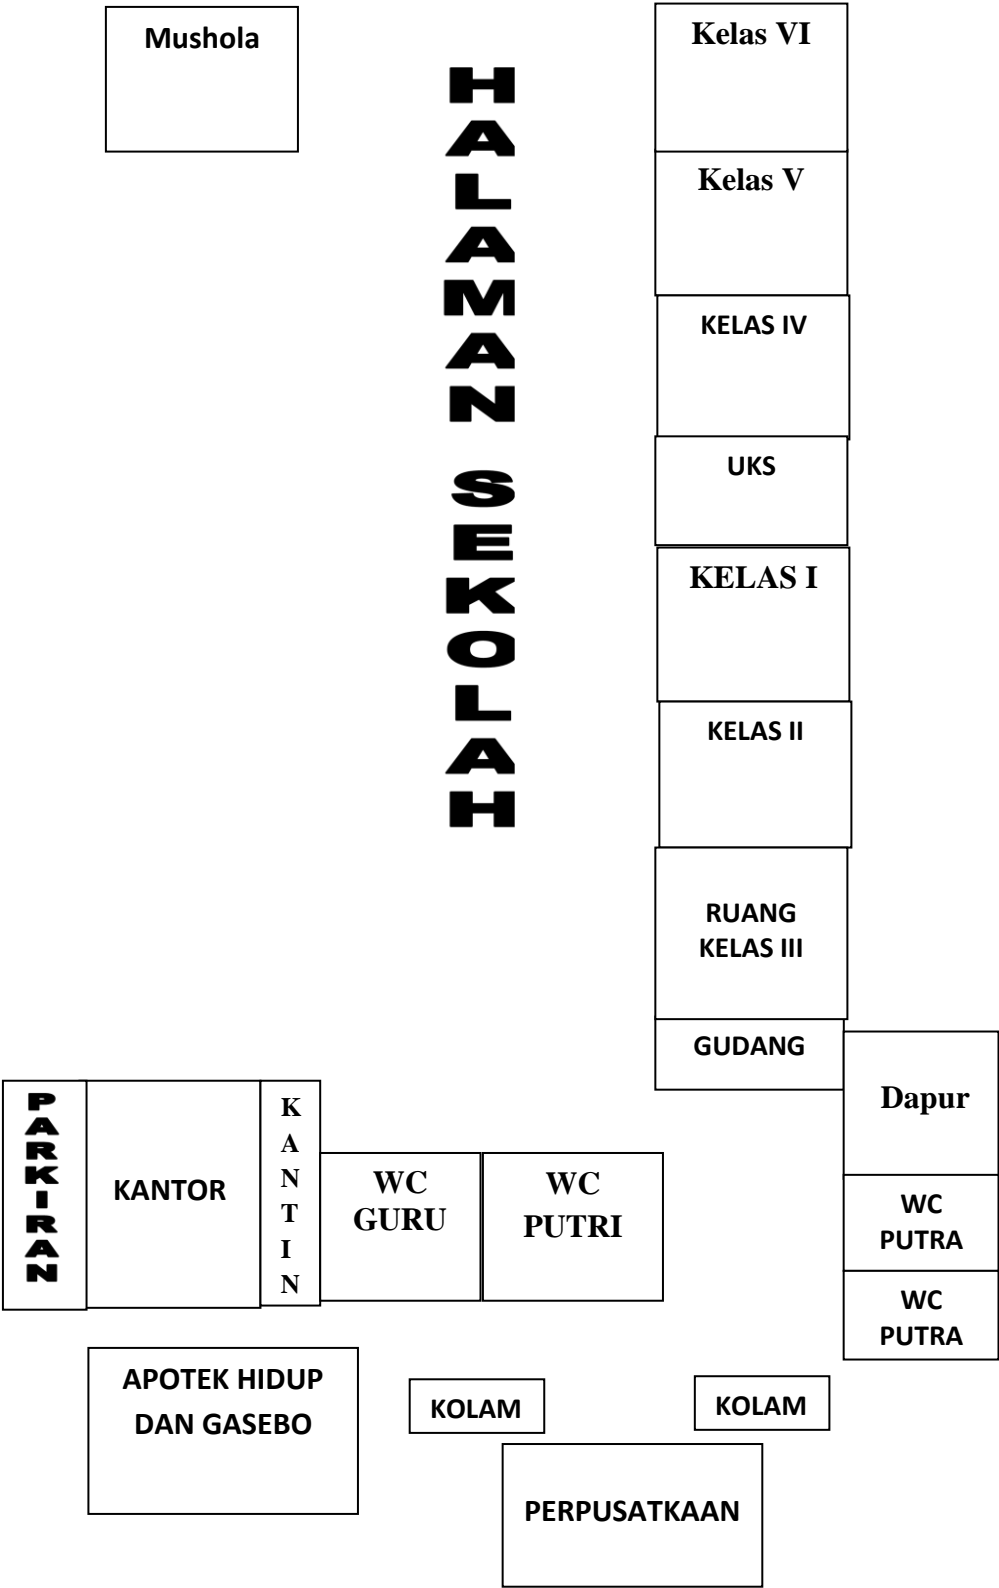 Mushola
HALAMAN SEKOLAH
Kelas VI
Kelas V
KELAS IV
UKS
KELAS I
KELAS II
RUANG
KELAS III
GUDANG
Dapur
WC
PUTRA
WC
PUTRA
PARKIRAN
KANTOR
KANTIN
WC
GURU
WC
PUTRI
APOTEK HIDUP
DAN GASEBO
KOLAM
KOLAM
PERPUSATKAAN